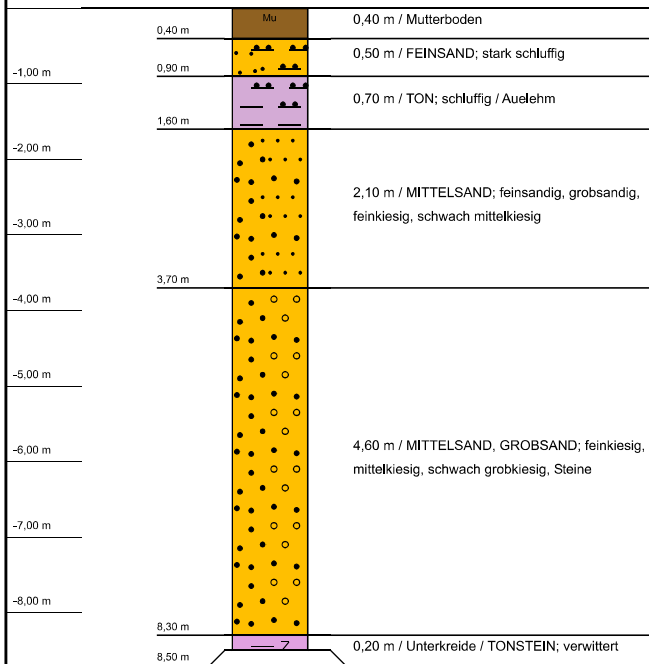 Mu
0,40 m / Mutterboden
0,40 m
0,50 m / FEINSAND; stark schluffig
-1,00 m
0,90 m
0,70 m / TON; schluffig / Auelehm
1,60 m
-2,00 m
2,10 m / MITTELSAND; feinsandig, grobsandig,
feinkiesig, schwach mittelkiesig
-3,00 m
3,70 m
-4,00 m
-5,00 m
4,60 m / MITTELSAND, GROBSAND; feinkiesig,
mittelkiesig, schwach grobkiesig, Steine
-6,00 m
-7,00 m
-8,00 m
8,30 m
0,20 m / Unterkreide / TONSTEIN; verwittert
Z
8,50 m